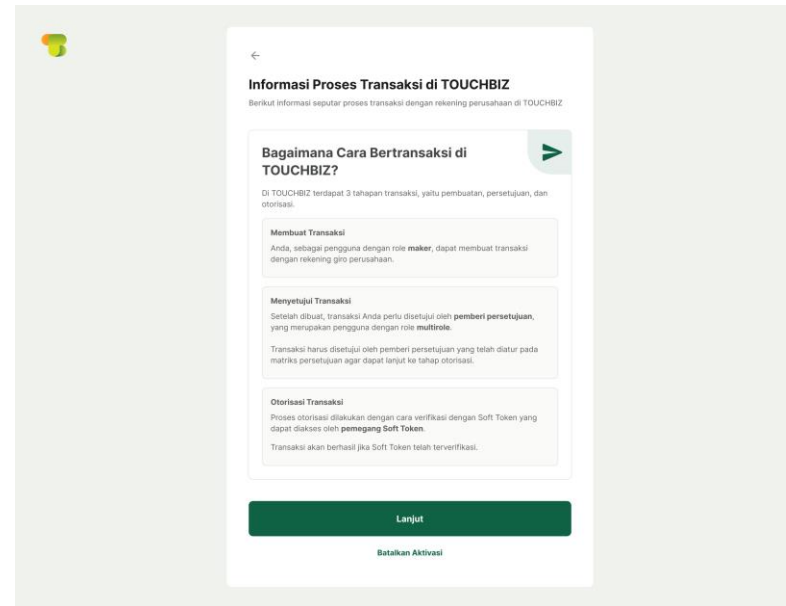 Informasi Proses Transaksi di TOUCHBIZ
Berikut informasi seputar proses transaksi dengan rekening perusahaan di TOUCHBIZ
Bagaimana Cara Bertransaksi di
TOUCHBIZ?
Di TOUCHBIZ terdapat 3 tahapan transaksi, yaitu pembuatan, persetujuan, dan
otorisasi.
Membuat Transaksi
Anda, sebagai pengguna dengan role maker, dapat membuat transaksi
dengan rekening giro perusahaan.
Menyetujui Transaksi
Setelah dibuat, transaksi Anda perlu disetujui oleh pemberi persetujuan,
yang merupakan pengguna dengan role multirole.
Transaksi harus disetujui oleh pemberi persetujuan yang telah diatur pada
matriks persetujuan agar dapat lanjut ke tahap otorisasi.
Otorisasi Transaksi
Proses otorisasi dilakukan dengan cara verifikasi dengan Soft Token yang
dapat diakses oleh pemegang Soft Token.
Transaksi akan berhasil jika Soft Token telah terverifikasi.
Lanjut
Batalkan Aktivasi